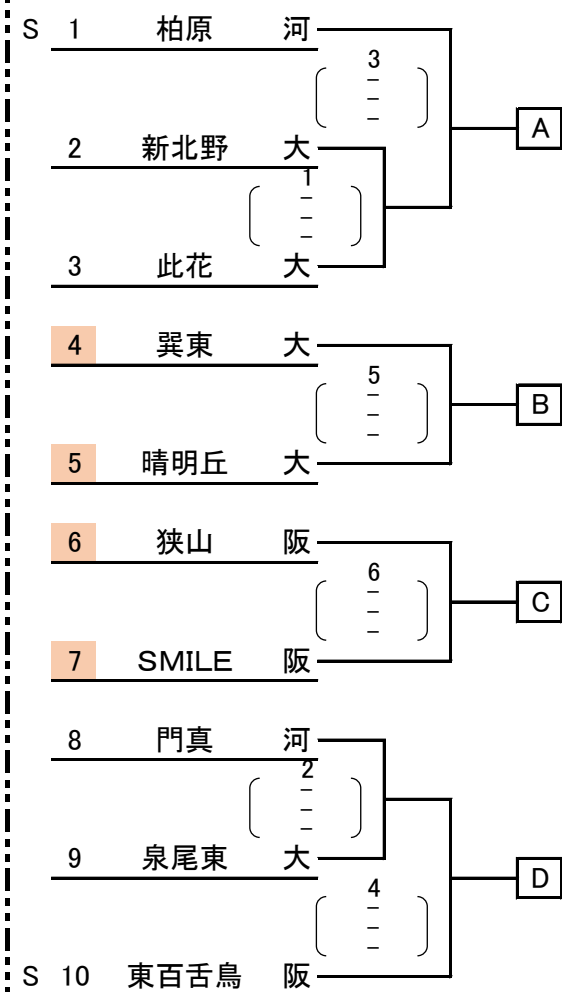 S 1 柏原 河
3
－
－
－
A
2 新北野 大
1
－
－
－
3 此花 大
4 巽東 大
5
－
－
－
B
5 晴明丘 大
6 狭山 阪
6
－
－
－
C
7 ＳＭＩＬＥ 阪
8 門真 河
2
－
－
－
9 泉尾東 大
D
4
－
－
－
S 10 東百舌鳥 阪